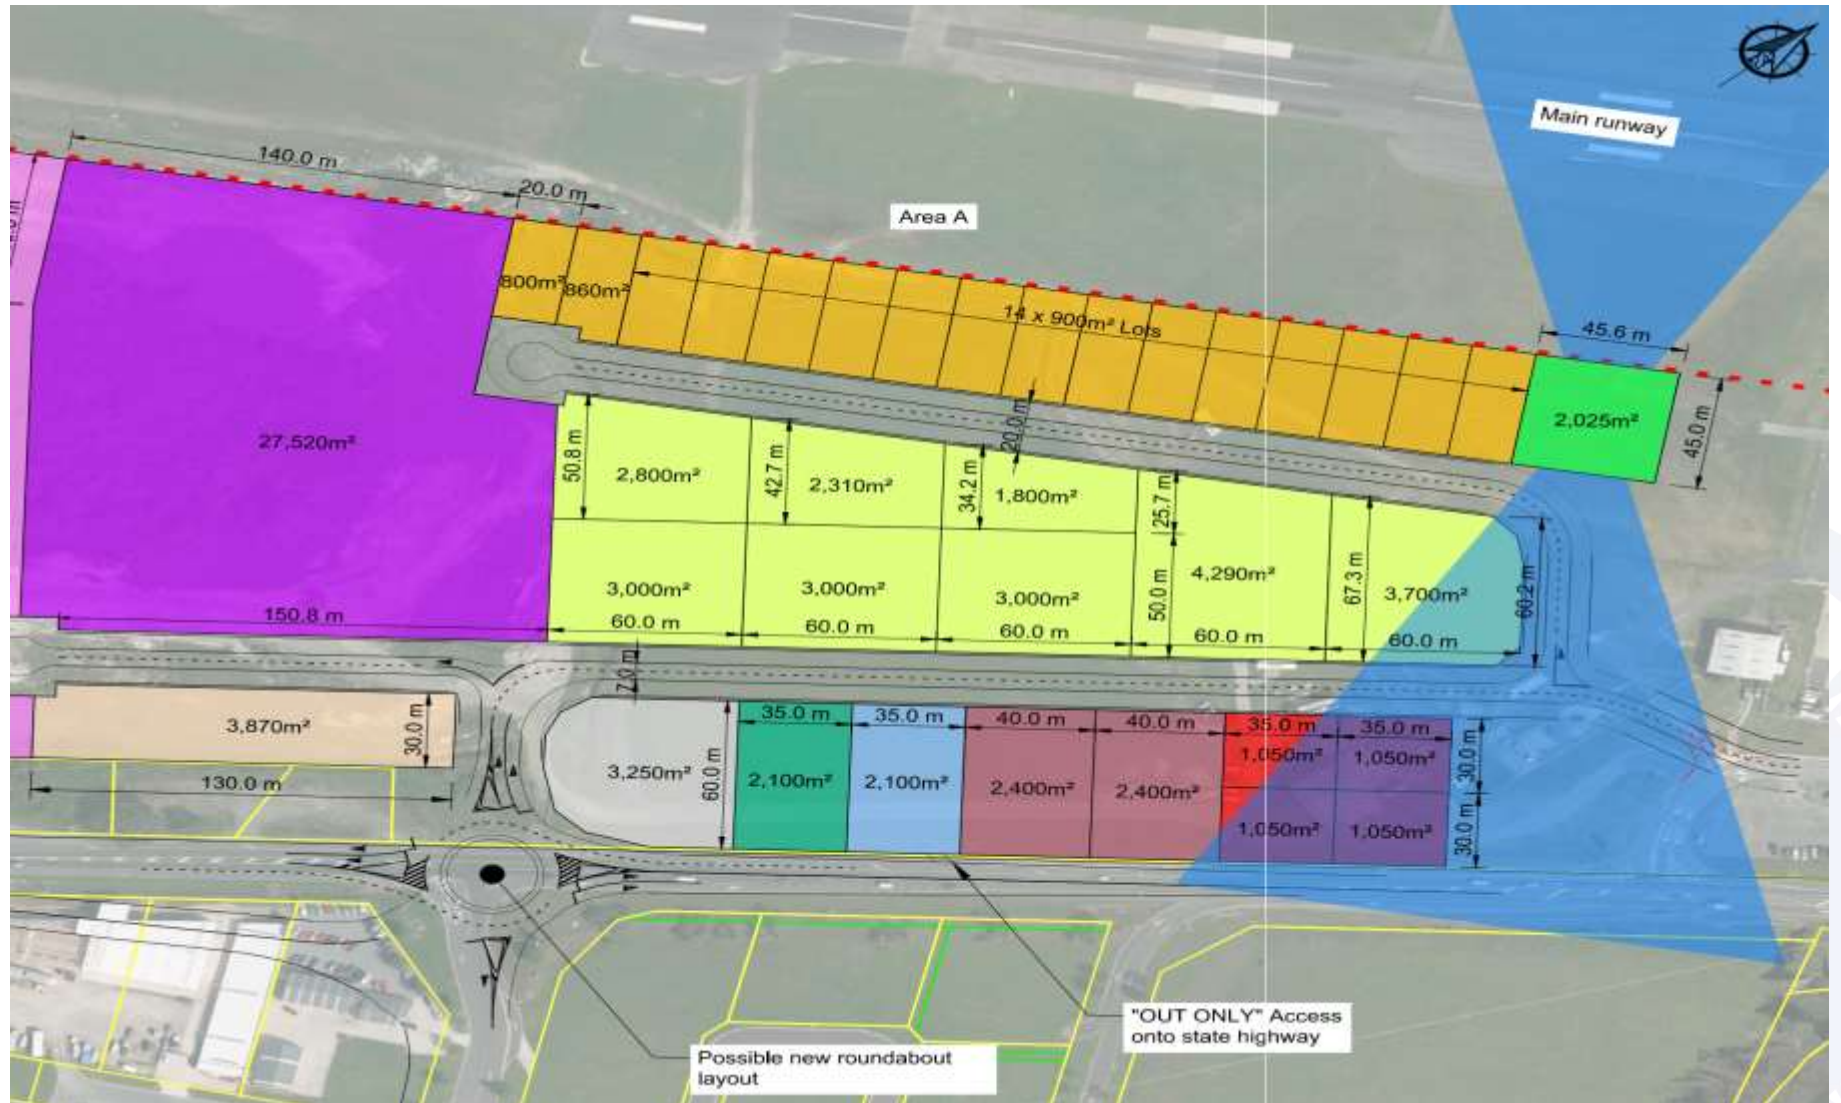 Main runway
140.0 m
20.0 m
Area A
800m²
860m²
14 x 900m² Lots
45.6 m
2,025m²
45.0 m
27,520m²
20.0 m
50.8 m
2,800m²
42.7 m
2,310m²
34.2 m
1,800m²
25.7 m
3,000m²
3,000m²
3,000m²
50.0 m
4,290m²
67.3 m
3,700m²
60.2 m
150.8 m
60.0 m
60.0 m
60.0 m
60.0 m
60.0 m
7.0 m
3,870m²
30.0 m
130.0 m
3,250m²
60.0 m
35.0 m
35.0 m
40.0 m
40.0 m
35.0 m
35.0 m
2,100m²
2,100m²
2,400m²
2,400m²
1,050m²
1,050m²
30.0 m
1,050m²
1,050m²
30.0 m
"OUT ONLY" Access
onto state highway
Possible new roundabout
layout